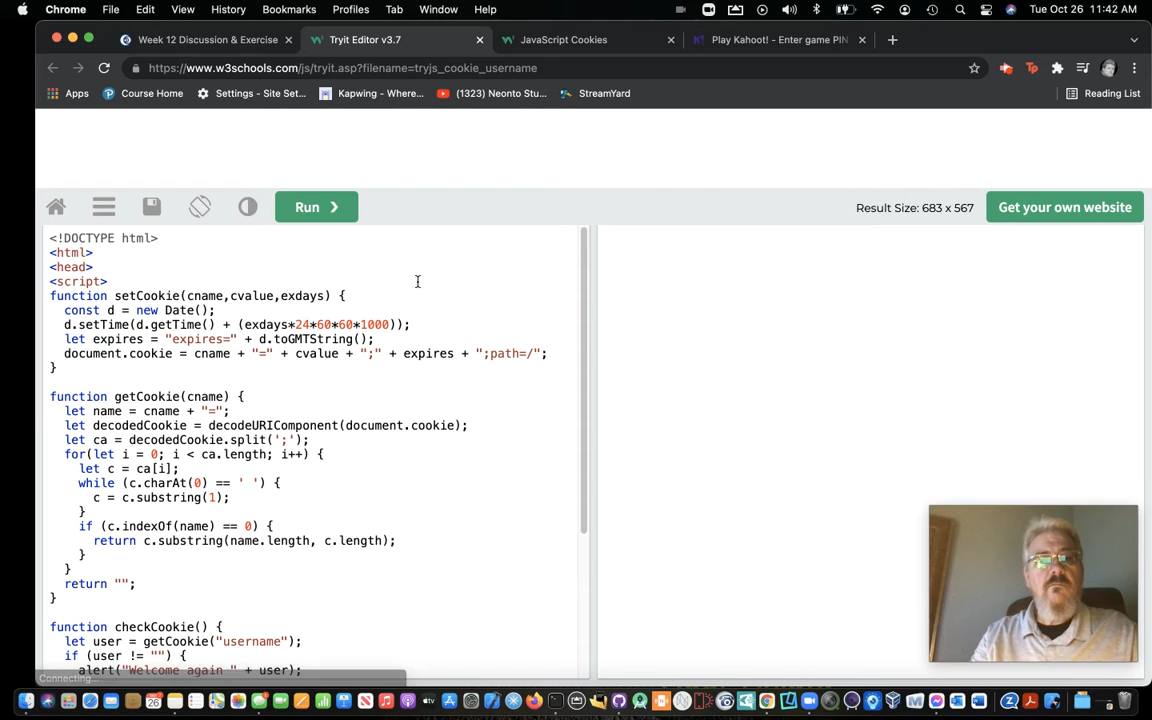 Chrome File Edit View History Bookmarks Profiles Tab Window Help Tue Oct 26 11:42 AM
Week 12 Discussion & Exercise Tryit Editor v3.7 JavaScript Cookies Play Kahoot! - Enter game PIN
https://www.w3schools.com/js/tryit.asp?filename=tryjs_cookie_username
Apps Course Home Settings - Site Set... Kapwing - Where... (1323) Neonto Stu... StreamYard Reading List
Run ❯ Result Size: 683 x 567 Get your own website
<!DOCTYPE html>
<html>
<head>
<script>
function setCookie(cname,cvalue,exdays) {
  const d = new Date();
  d.setTime(d.getTime() + (exdays*24*60*60*1000));
  let expires = "expires=" + d.toGMTString();
  document.cookie = cname + "=" + cvalue + ";" + expires + ";path=/";
}
function getCookie(cname) {
  let name = cname + "=";
  let decodedCookie = decodeURIComponent(document.cookie);
  let ca = decodedCookie.split(';');
  for(let i = 0; i < ca.length; i++) {
    let c = ca[i];
    while (c.charAt(0) == ' ') {
      c = c.substring(1);
    }
    if (c.indexOf(name) == 0) {
      return c.substring(name.length, c.length);
    }
  }
  return "";
}
function checkCookie() {
  let user = getCookie("username");
  if (user != "") {
    alert("Welcome again " + user);
Connecting...